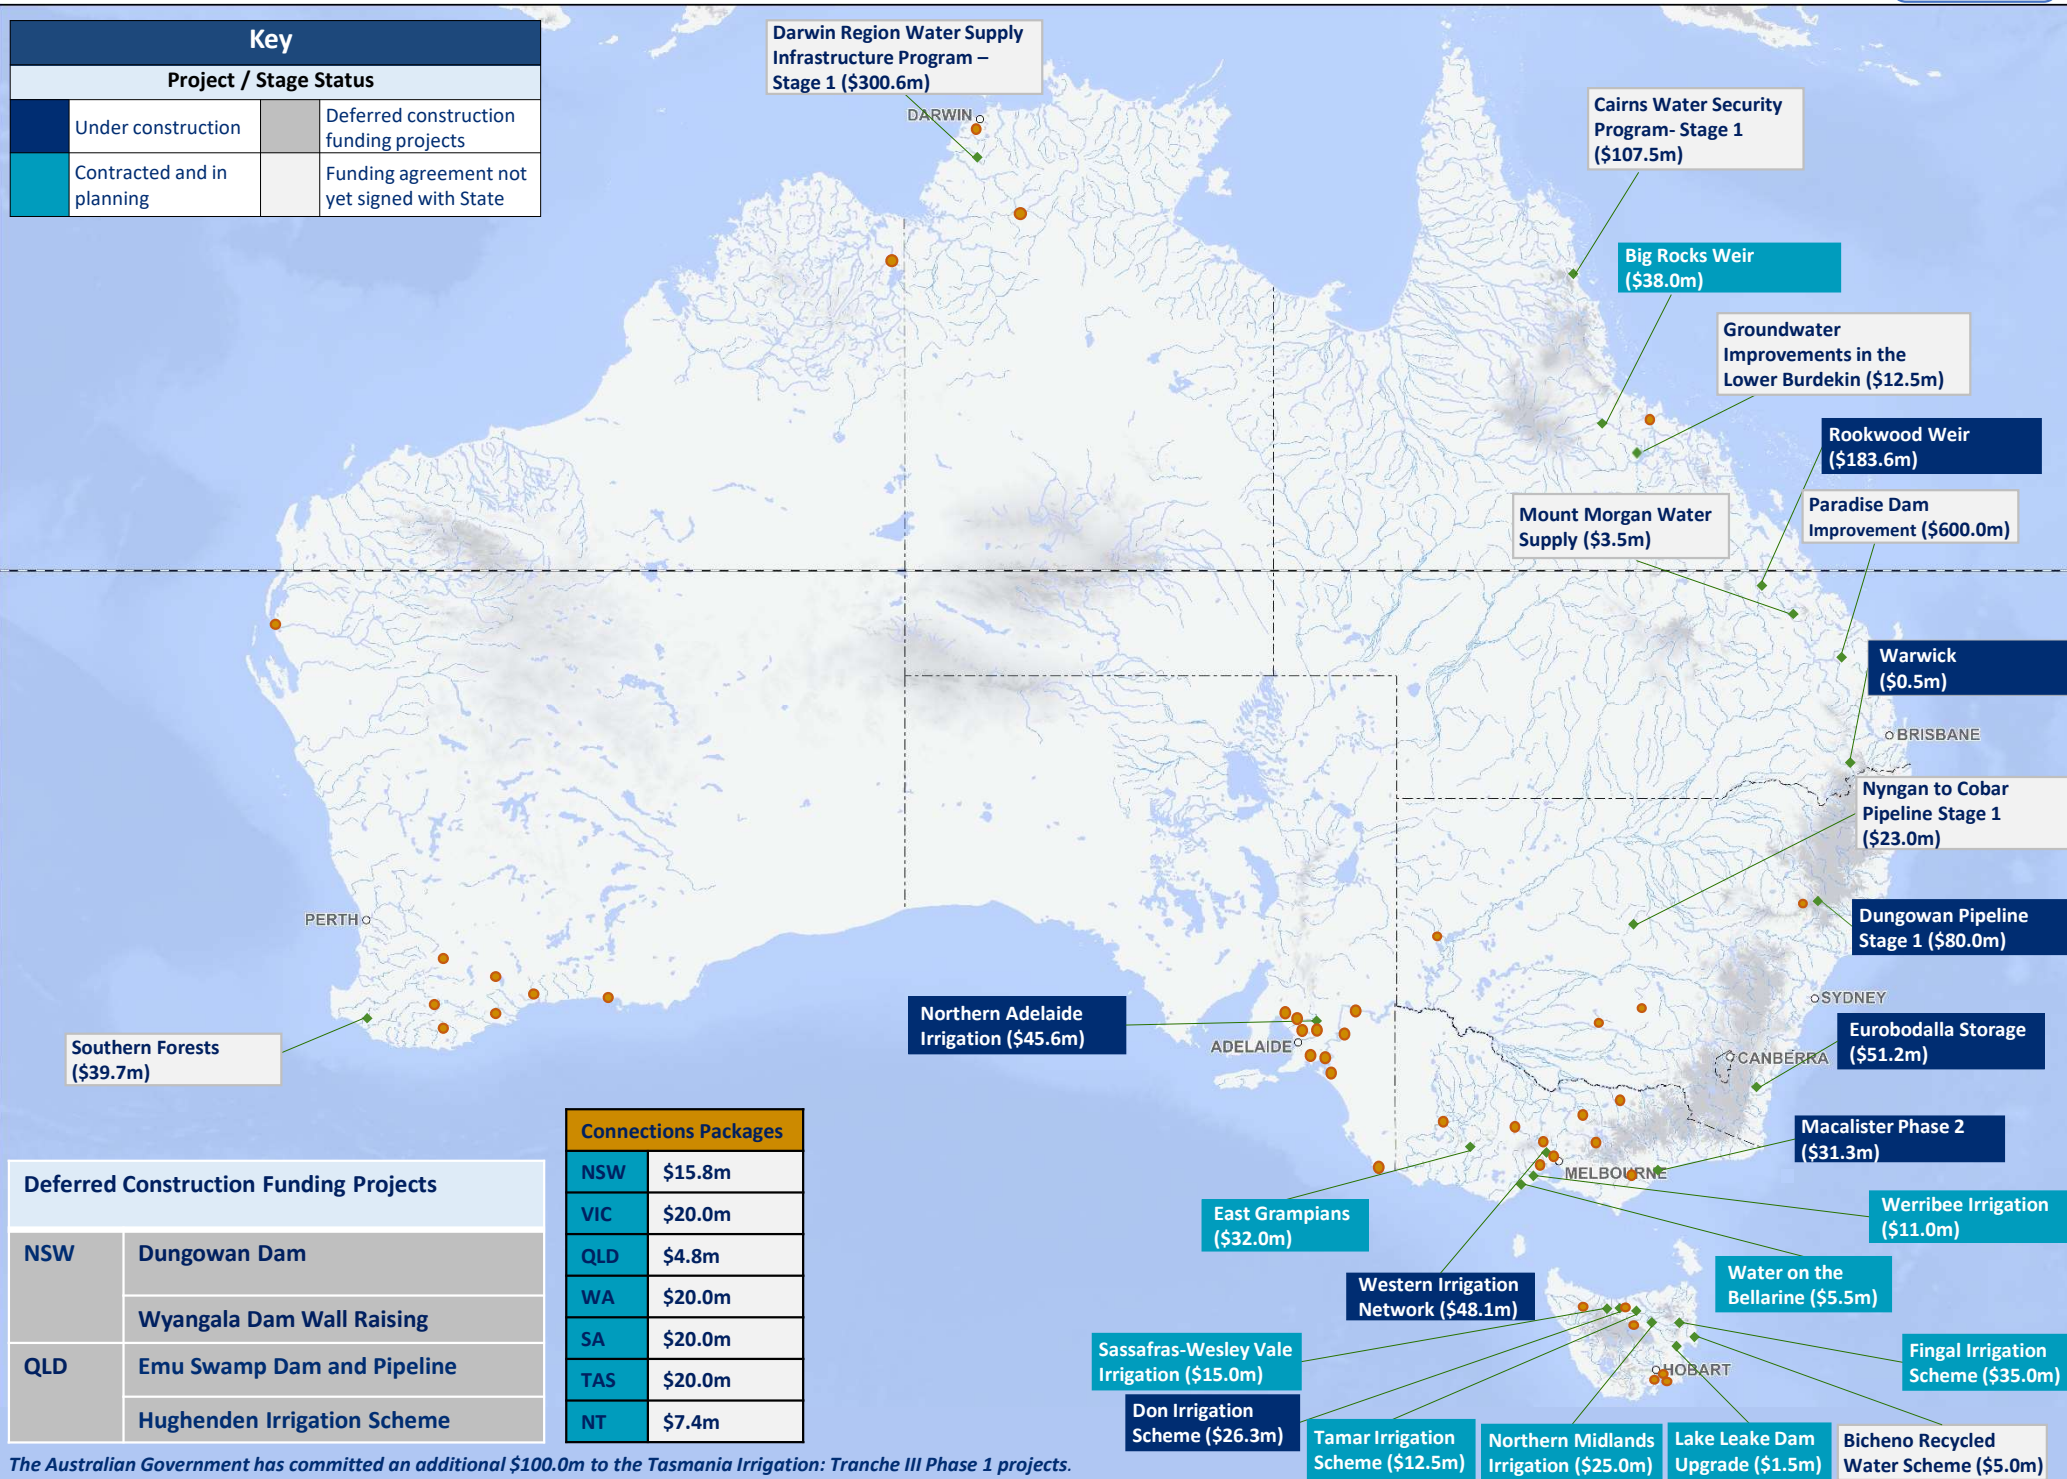 Key
Project / Stage Status
Under construction
Deferred construction
funding projects
Contracted and in
planning
Funding agreement not
yet signed with State
Darwin Region Water Supply
Infrastructure Program –
Stage 1 ($300.6m)
DARWIN
Cairns Water Security
Program- Stage 1
($107.5m)
Big Rocks Weir
($38.0m)
Groundwater
Improvements in the
Lower Burdekin ($12.5m)
Rookwood Weir
($183.6m)
Paradise Dam
Improvement ($600.0m)
Mount Morgan Water
Supply ($3.5m)
Warwick
($0.5m)
BRISBANE
Nyngan to Cobar
Pipeline Stage 1
($23.0m)
PERTH
Dungowan Pipeline
Stage 1 ($80.0m)
SYDNEY
Northern Adelaide
Irrigation ($45.6m)
ADELAIDE
Eurobodalla Storage
($51.2m)
CANBERRA
Southern Forests
($39.7m)
Macalister Phase 2
($31.3m)
MELBOURNE
Werribee Irrigation
($11.0m)
East Grampians
($32.0m)
Water on the
Bellarine ($5.5m)
Western Irrigation
Network ($48.1m)
Sassafras-Wesley Vale
Irrigation ($15.0m)
HOBART
Fingal Irrigation
Scheme ($35.0m)
Don Irrigation
Scheme ($26.3m)
Tamar Irrigation
Scheme ($12.5m)
Northern Midlands
Irrigation ($25.0m)
Lake Leake Dam
Upgrade ($1.5m)
Bicheno Recycled
Water Scheme ($5.0m)
Connections Packages
NSW $15.8m
VIC $20.0m
QLD $4.8m
WA $20.0m
SA $20.0m
TAS $20.0m
NT $7.4m
Deferred Construction Funding Projects
NSW Dungowan Dam
Wyangala Dam Wall Raising
QLD Emu Swamp Dam and Pipeline
Hughenden Irrigation Scheme
The Australian Government has committed an additional $100.0m to the Tasmania Irrigation: Tranche III Phase 1 projects.